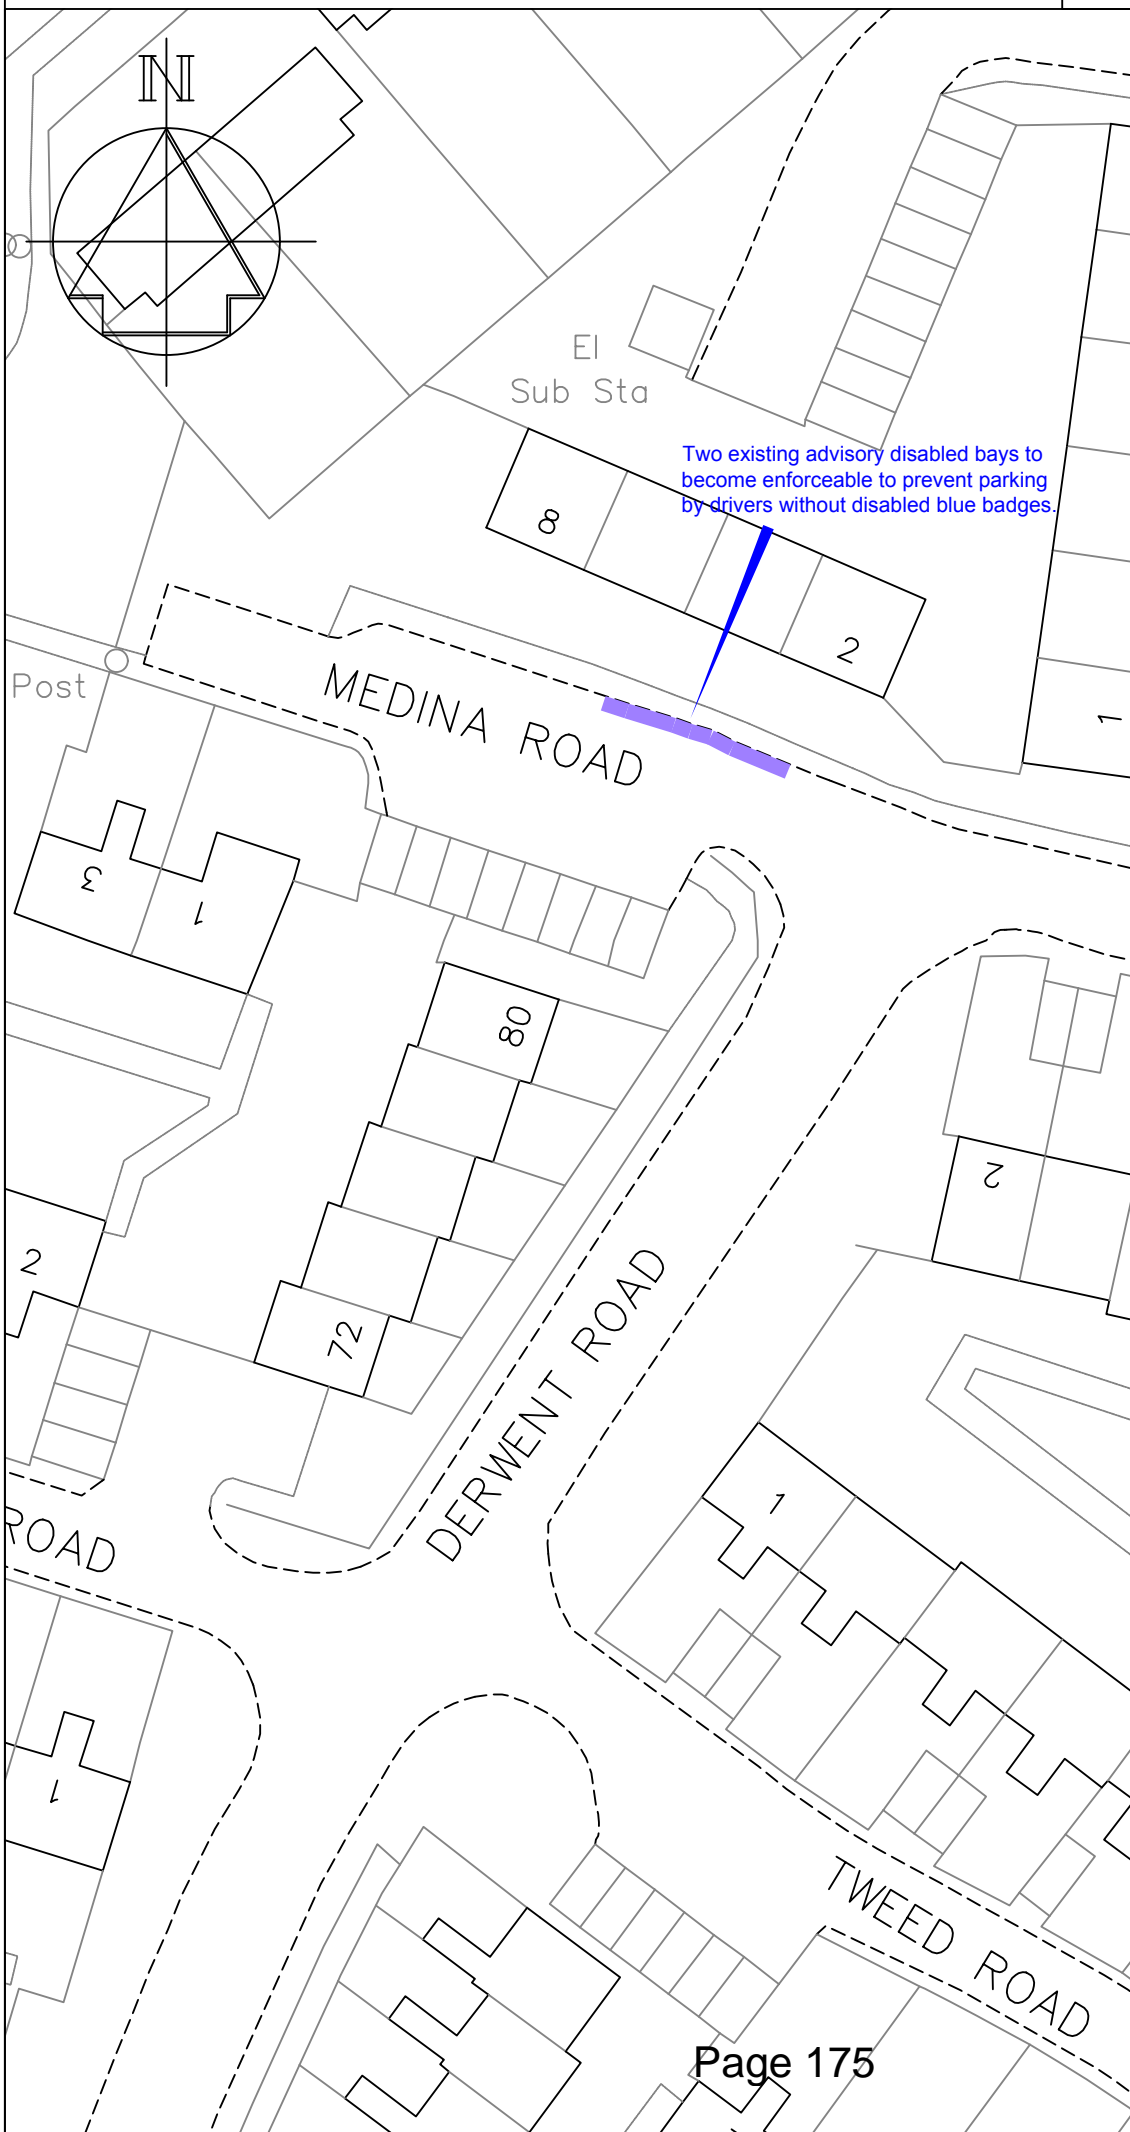 N
El
Sub Sta
Two existing advisory disabled bays to
become enforceable to prevent parking
by drivers without disabled blue badges.
8
2
1
Post
MEDINA ROAD
3
1
80
2
2
72
DERWENT ROAD
1
ROAD
1
TWEED ROAD
Page 175